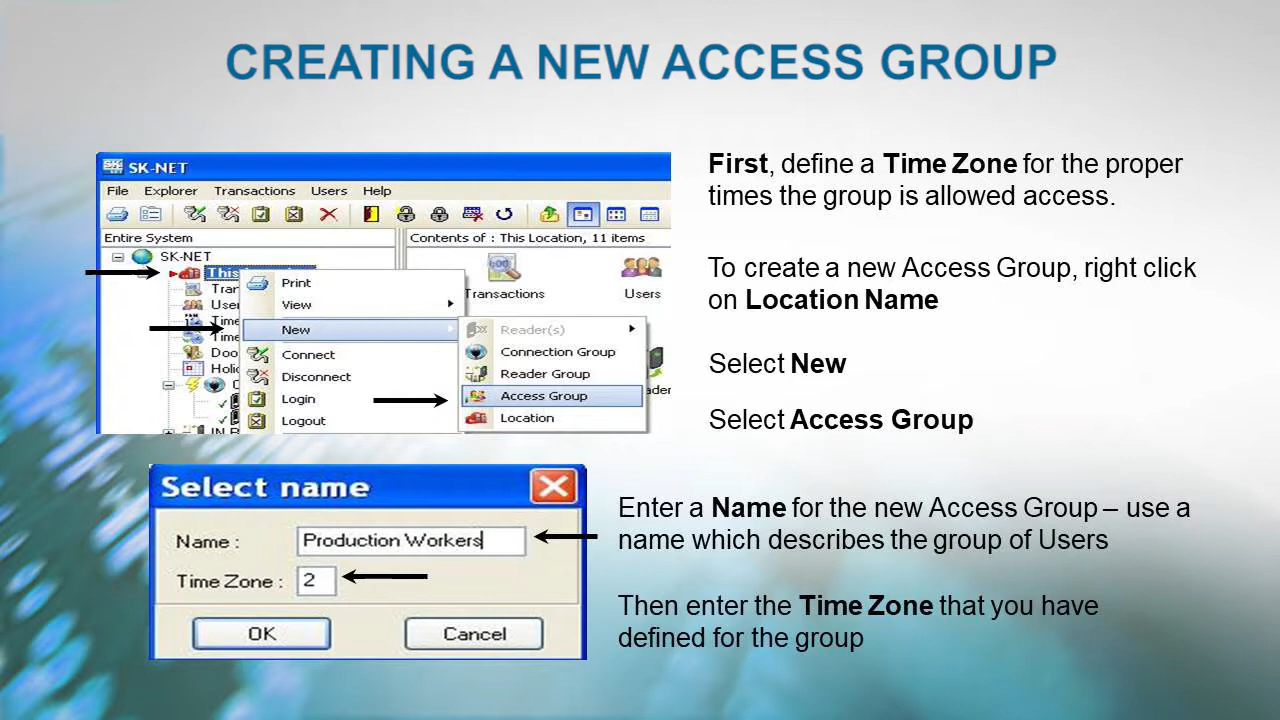 CREATING A NEW ACCESS GROUP
SK-NET
File Explorer Transactions Users Help
Entire System
Contents of : This Location, 11 items
SK-NET
This
Print
View
New
Connect
Disconnect
Login
Logout
Reader(s)
Connection Group
Reader Group
Access Group
Location
Transactions
Users
First, define a Time Zone for the proper
times the group is allowed access.
To create a new Access Group, right click
on Location Name
Select New
Select Access Group
Select name
Name :
Production Workers
Time Zone :
2
OK
Cancel
Enter a Name for the new Access Group – use a
name which describes the group of Users
Then enter the Time Zone that you have
defined for the group